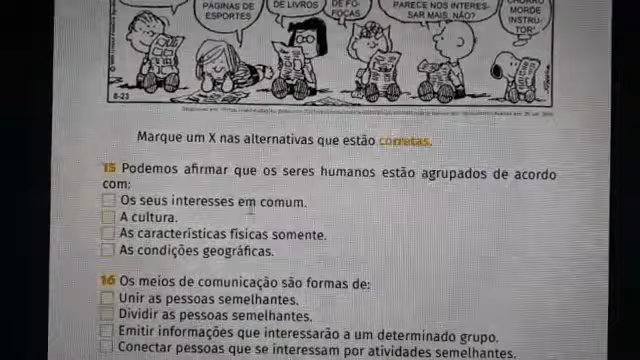 PÁGINAS DE
ESPORTES
DE LIVROS
DE FO-
FOCAS
PARECE NOS INTERES-
SAR MAIS, NÃO?
MORDE
INSTRU-
TOR
8-23
Marque um X nas alternativas que estão corretas.
15 Podemos afirmar que os seres humanos estão agrupados de acordo
com:
Os seus interesses em comum.
A cultura.
As características físicas somente.
As condições geográficas.
16 Os meios de comunicação são formas de:
Unir as pessoas semelhantes.
Dividir as pessoas semelhantes.
Emitir informações que interessarão a um determinado grupo.
Conectar pessoas que se interessam por atividades semelhantes.